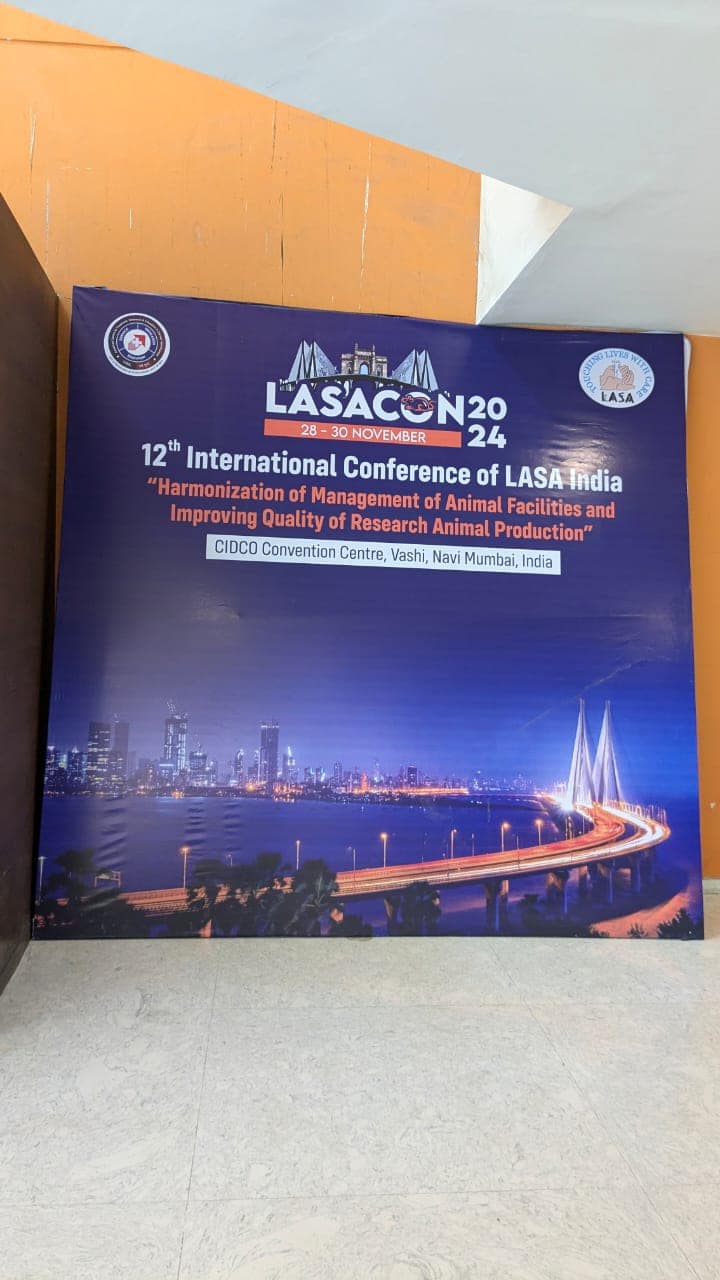 LASACON 2024
28 - 30 NOVEMBER
12th International Conference of LASA India
"Harmonization of Management of Animal Facilities and
Improving Quality of Research Animal Production"
CIDCO Convention Centre, Vashi, Navi Mumbai, India
TOUCHING LIVES WITH CARE
LASA